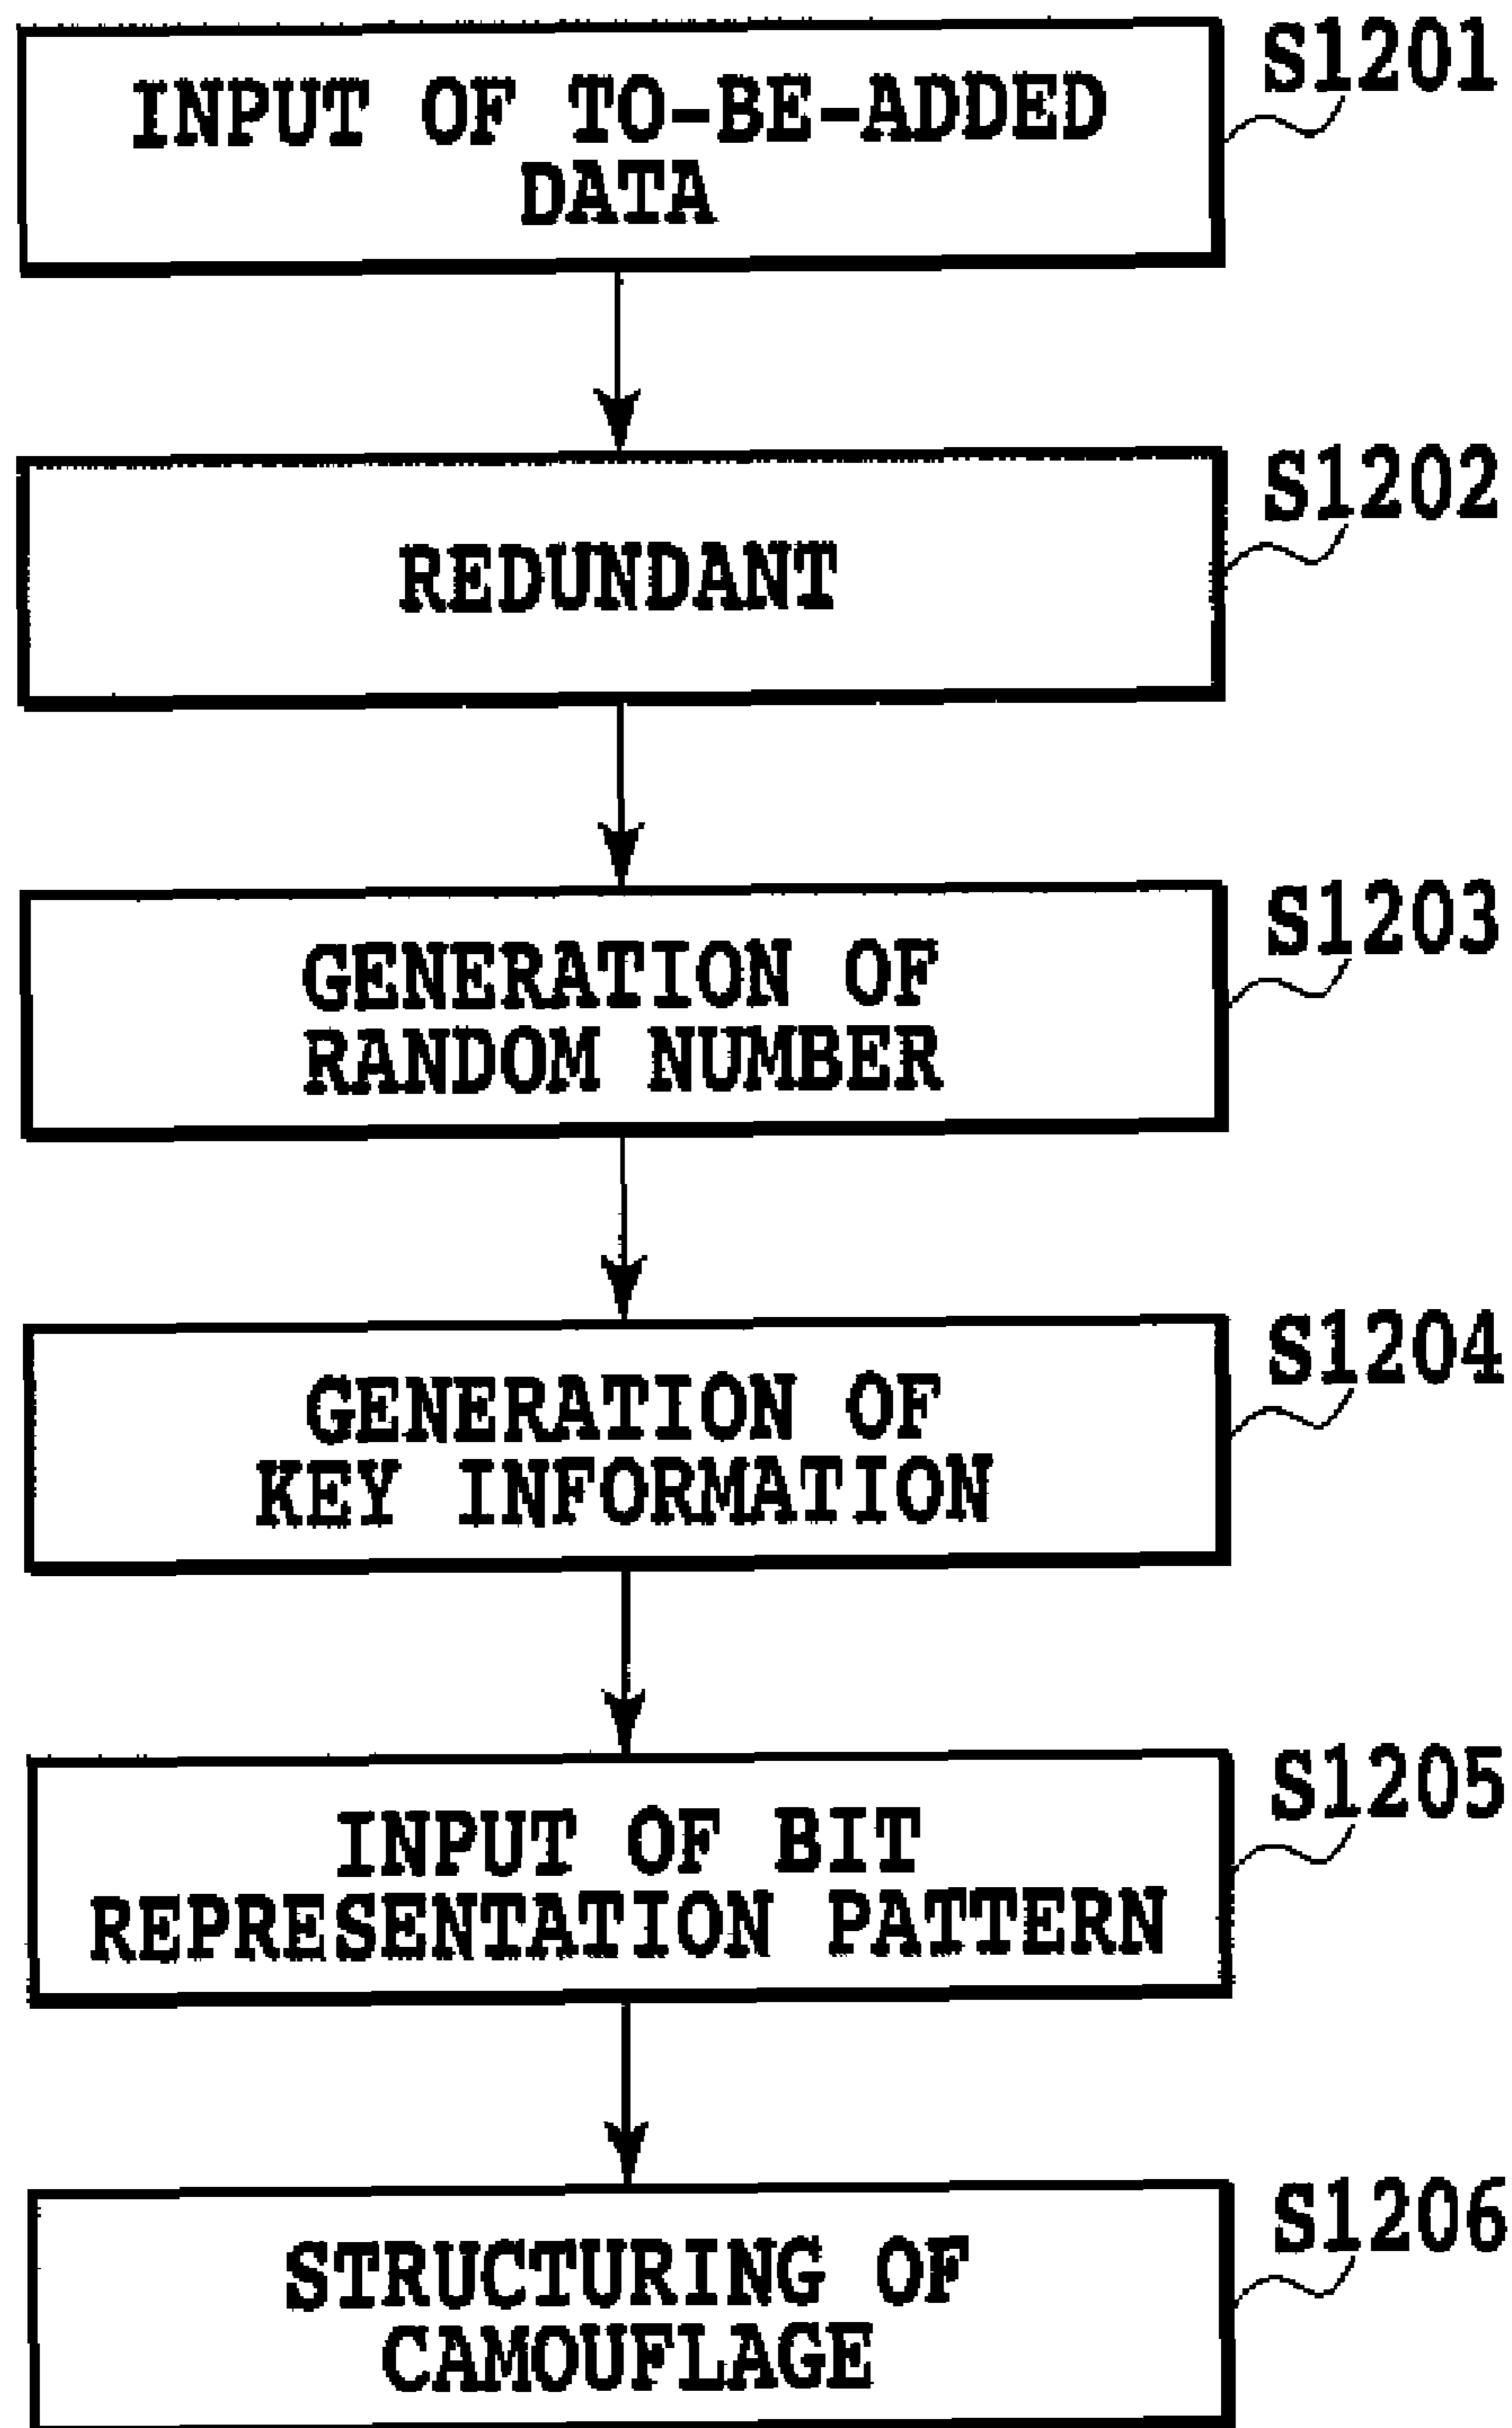 S1201
INPUT OF TO-BE-ADDED
DATA
S1202
REDUNDANT
S1203
GENERATION OF
RANDOM NUMBER
S1204
GENERATION OF
KEY INFORMATION
S1205
INPUT OF BIT
REPRESENTATION PATTERN
S1206
STRUCTURING OF
CAMOUFLAGE